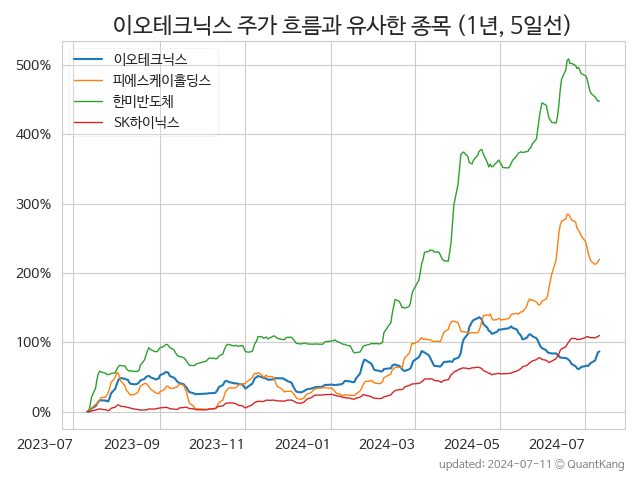 이오테크닉스 주가 흐름과 유사한 종목 (1년, 5일선)
이오테크닉스
피에스케이홀딩스
한미반도체
SK하이닉스
500%
400%
300%
200%
100%
0%
2023-07 2023-09 2023-11 2024-01 2024-03 2024-05 2024-07
updated: 2024-07-11 © QuantKang